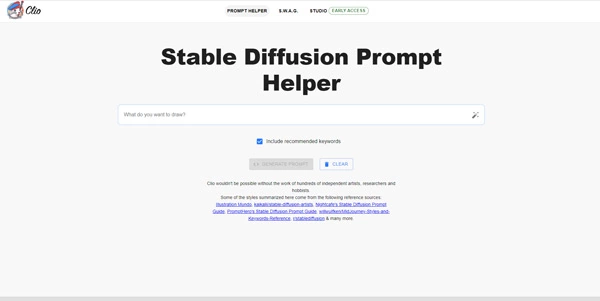 Clio
PROMPT HELPER
S.W.A.G.
STUDIO EARLY ACCESS
Stable Diffusion Prompt
Helper
What do you want to draw?
Include recommended keywords
GENERATE PROMPT
CLEAR
Clio wouldn't be possible without the work of hundreds of independent artists, researchers and
hobbists
Some of the styles summarized here come from the following reference sources:
Illustration Mondo, kaikalii/stable-diffusion-artists, Nightcafe's Stable Diffusion Prompt
Guide, PromptHero's Stable Diffusion Prompt Guide, willwulfken/MidJourney-Styles-and-
Keywords-Reference, r/stablediffusion & many more.